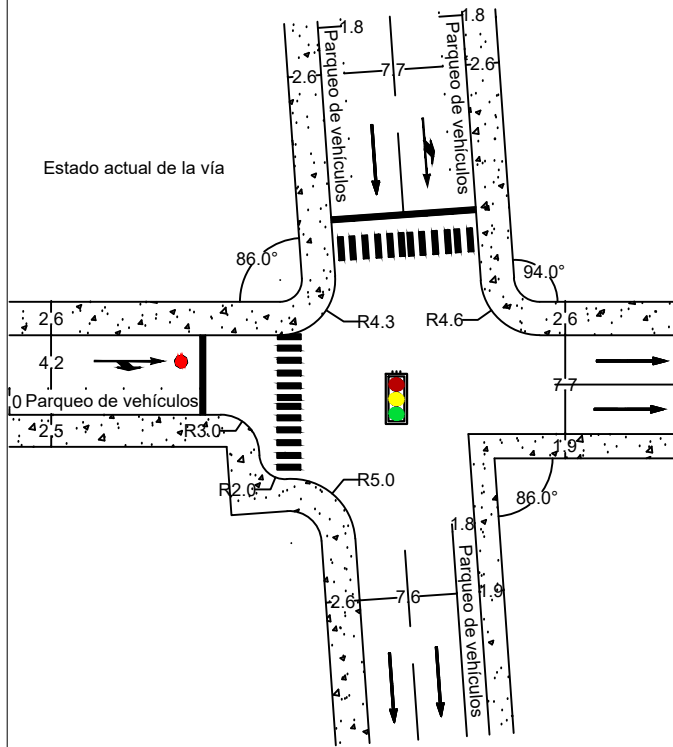 1.8
1.8
2.6
7.7
2.6
Parqueo de vehículos
Parqueo de vehículos
Estado actual de la vía
86.0°
94.0°
2.6
R4.3
R4.6
2.6
4.2
7.7
0 Parqueo de vehículos
2.5
R3.0
1.9
R2.0
R5.0
86.0°
1.8
Parqueo de vehículos
2.6
7.6
1.9